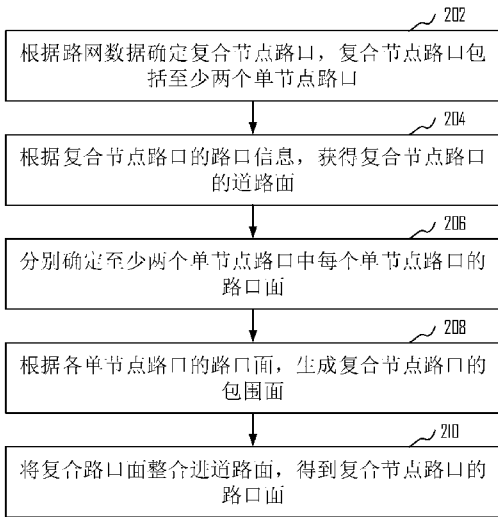 202
根据路网数据确定复合节点路口，复合节点路口包
括至少两个单节点路口
204
根据复合节点路口的路口信息，获得复合节点路口
的道路面
206
分别确定至少两个单节点路口中每个单节点路口的
路口面
208
根据各单节点路口的路口面，生成复合节点路口的
包围面
210
将复合路口面整合进道路面，得到复合节点路口的
路口面